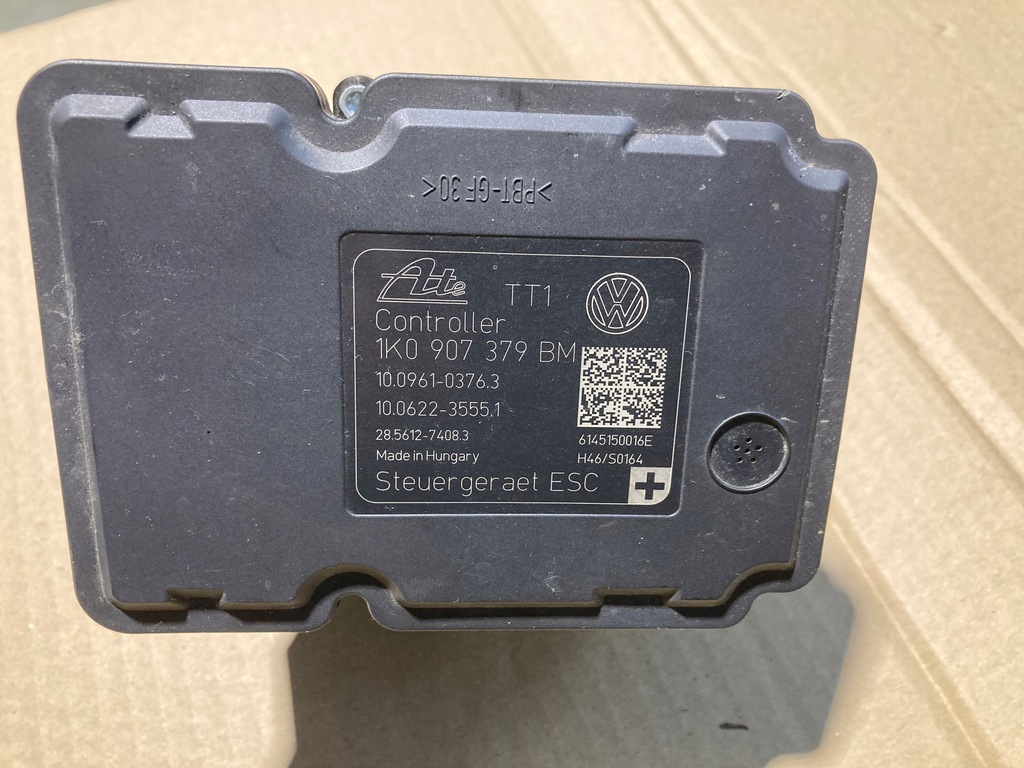 >PBT-GF30<
Ate
TT1
Controller
1K0 907 379 BM
10.0961-0376.3
10.0622-3555.1
28.5612-7408.3
6145150016E
Made in Hungary
H46/S0164
Steuergeraet ESC